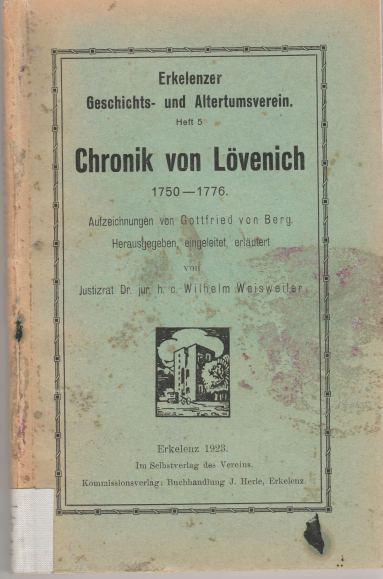 Erkelenzer
Geschichts- und Altertumsverein.
Heft 5
Chronik von Lövenich
1750—1776.
Aufzeichnungen von Gottfried von Berg.
Herausgegeben, eingeleitet, erläutert
von
Justizrat Dr. jur. h. c. Wilhelm Weisweiler.
Erkelenz 1923.
Im Selbstverlag des Vereins.
Kommissionsverlag: Buchhandlung J. Herle, Erkelenz.